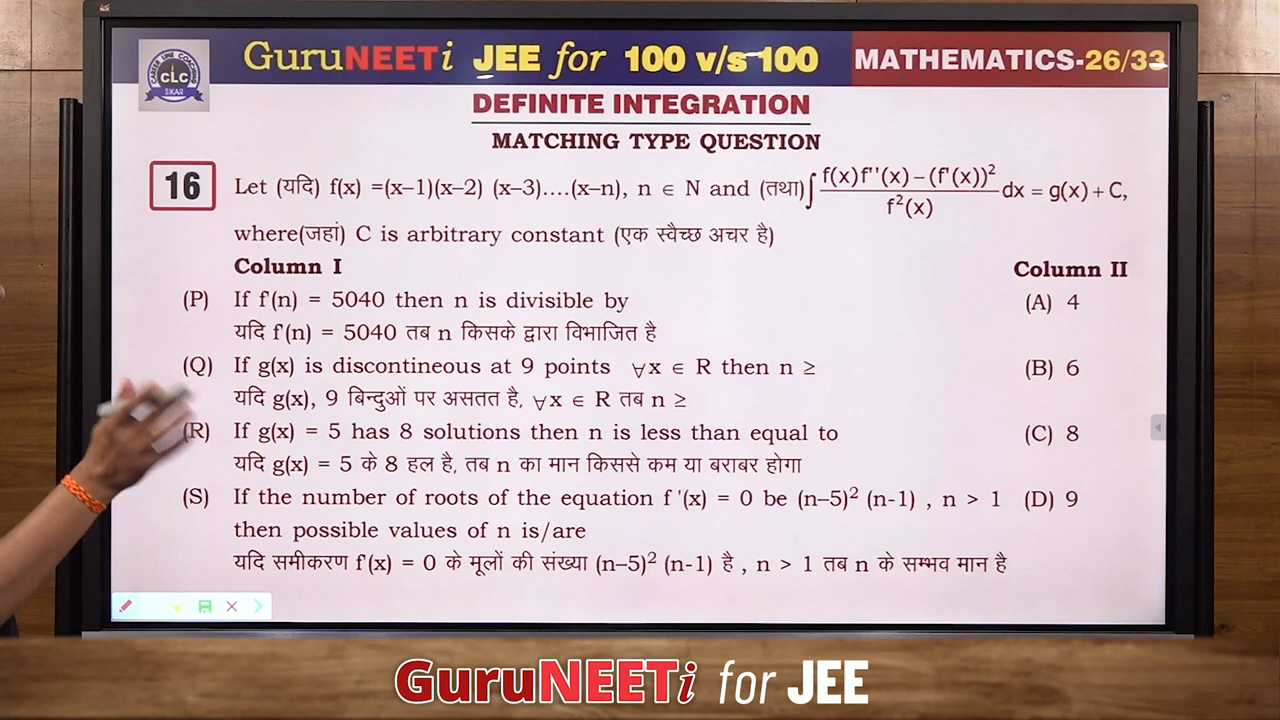 GuruNEETi JEE for 100 v/s 100
MATHEMATICS-26/33
CAREER LINE COACHING
CLC
SIKAR
DEFINITE INTEGRATION
MATCHING TYPE QUESTION
16 Let (यदि) f(x) =(x–1)(x–2) (x–3)....(x–n), n ∈ N and (तथा)∫ (f(x)f''(x) – (f'(x))²)/(f²(x)) dx = g(x) + C,
where(जहां) C is arbitrary constant (एक स्वैच्छ अचर है)
Column I Column II
(P) If f'(n) = 5040 then n is divisible by (A) 4
यदि f'(n) = 5040 तब n किसके द्वारा विभाजित है
(Q) If g(x) is discontineous at 9 points ∀x ∈ R then n ≥ (B) 6
यदि g(x), 9 बिन्दुओं पर असतत है, ∀x ∈ R तब n ≥
(R) If g(x) = 5 has 8 solutions then n is less than equal to (C) 8
यदि g(x) = 5 के 8 हल है, तब n का मान किससे कम या बराबर होगा
(S) If the number of roots of the equation f '(x) = 0 be (n–5)² (n-1) , n > 1 (D) 9
then possible values of n is/are
यदि समीकरण f'(x) = 0 के मूलों की संख्या (n–5)² (n-1) है , n > 1 तब n के सम्भव मान है
GuruNEETi for JEE